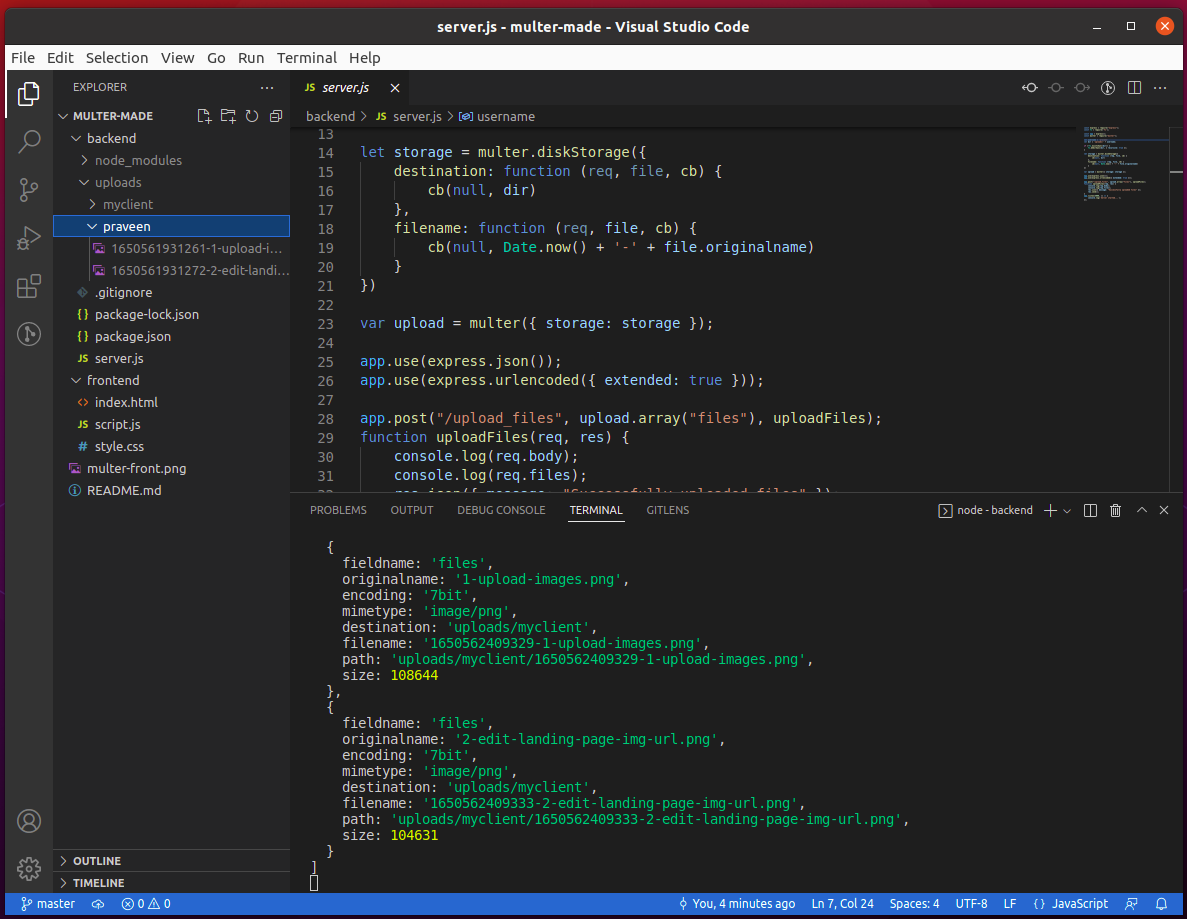 server.js - multer-made - Visual Studio Code
File Edit Selection View Go Run Terminal Help
EXPLORER
MULTER-MADE
backend
node_modules
uploads
myclient
praveen
1650561931261-1-upload-i...
1650561931272-2-edit-landi...
.gitignore
{} package-lock.json
{} package.json
JS server.js
frontend
<> index.html
JS script.js
# style.css
multer-front.png
README.md
OUTLINE
TIMELINE
JS server.js
backend > JS server.js > username
13
14 let storage = multer.diskStorage({
15 destination: function (req, file, cb) {
16 cb(null, dir)
17 },
18 filename: function (req, file, cb) {
19 cb(null, Date.now() + '-' + file.originalname)
20 }
21 })
22
23 var upload = multer({ storage: storage });
24
25 app.use(express.json());
26 app.use(express.urlencoded({ extended: true }));
27
28 app.post("/upload_files", upload.array("files"), uploadFiles);
29 function uploadFiles(req, res) {
30 console.log(req.body);
31 console.log(req.files);
32 res.json({ message: "Successfully uploaded files" });
PROBLEMS OUTPUT DEBUG CONSOLE TERMINAL GITLENS
node - backend
{
fieldname: 'files',
originalname: '1-upload-images.png',
encoding: '7bit',
mimetype: 'image/png',
destination: 'uploads/myclient',
filename: '1650562409329-1-upload-images.png',
path: 'uploads/myclient/1650562409329-1-upload-images.png',
size: 108644
},
{
fieldname: 'files',
originalname: '2-edit-landing-page-img-url.png',
encoding: '7bit',
mimetype: 'image/png',
destination: 'uploads/myclient',
filename: '1650562409333-2-edit-landing-page-img-url.png',
path: 'uploads/myclient/1650562409333-2-edit-landing-page-img-url.png',
size: 104631
}
]
master 0 0 You, 4 minutes ago Ln 7, Col 24 Spaces: 4 UTF-8 LF {} JavaScript